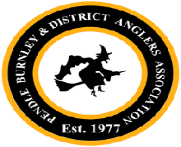 PENDLE BURNLEY & DISTRICT ANGLERS ASSOCIATION
Est. 1977